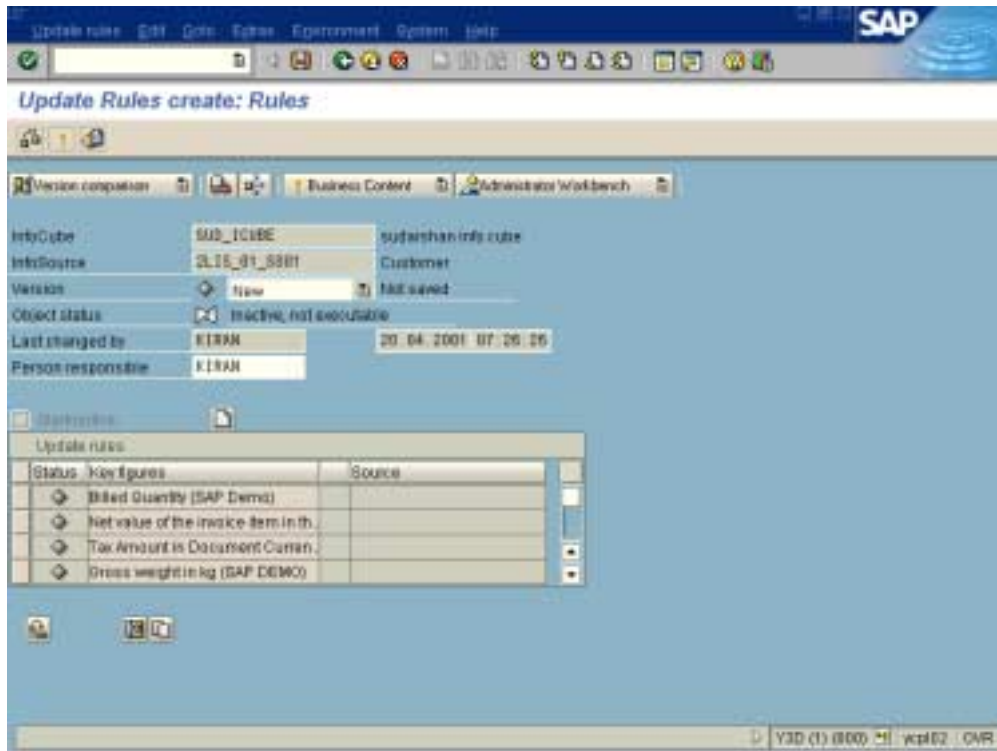 Update rules Edit Goto Extras Environment System Help
SAP
Update Rules create: Rules
Version comparison Business Content Administrator Workbench
InfoCube SUD_ICUBE sudarshan info cube
InfoSource 2LIS_01_S001 Customer
Version New Not saved
Object status Inactive, not executable
Last changed by KIRAN 20.04.2001 07:26:26
Person responsible KIRAN
Start routine
Update rules
Status Key figures Source
Billed Quantity (SAP Demo)
Net value of the invoice item in th.
Tax Amount in Document Curren.
Gross weight in kg (SAP DEMO)
Y3D (1) (800) OVR